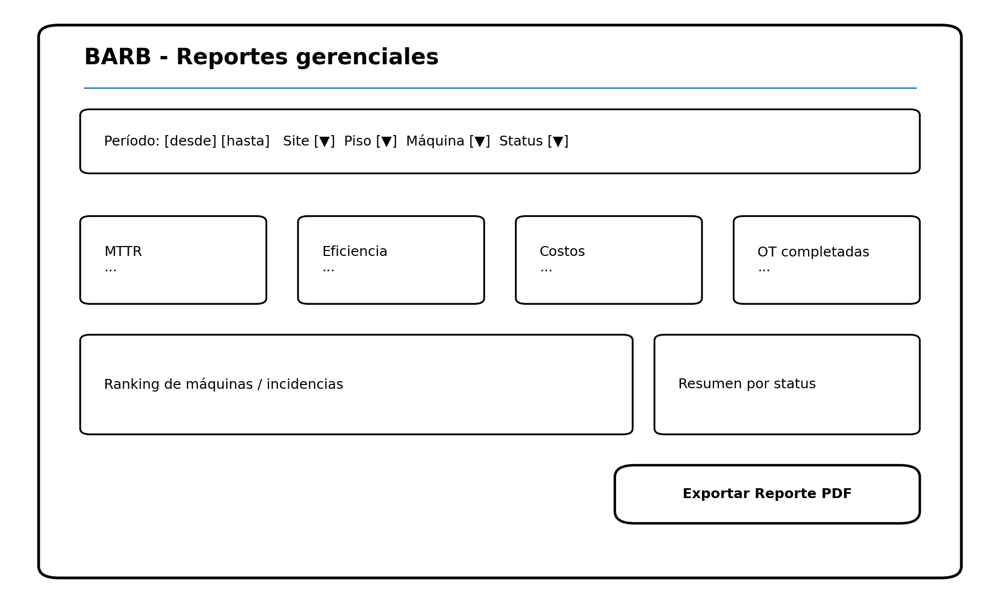 BARB - Reportes gerenciales
Período: [desde] [hasta]   Site [▼]  Piso [▼]  Máquina [▼]  Status [▼]
MTTR
...
Eficiencia
...
Costos
...
OT completadas
...
Ranking de máquinas / incidencias
Resumen por status
Exportar Reporte PDF